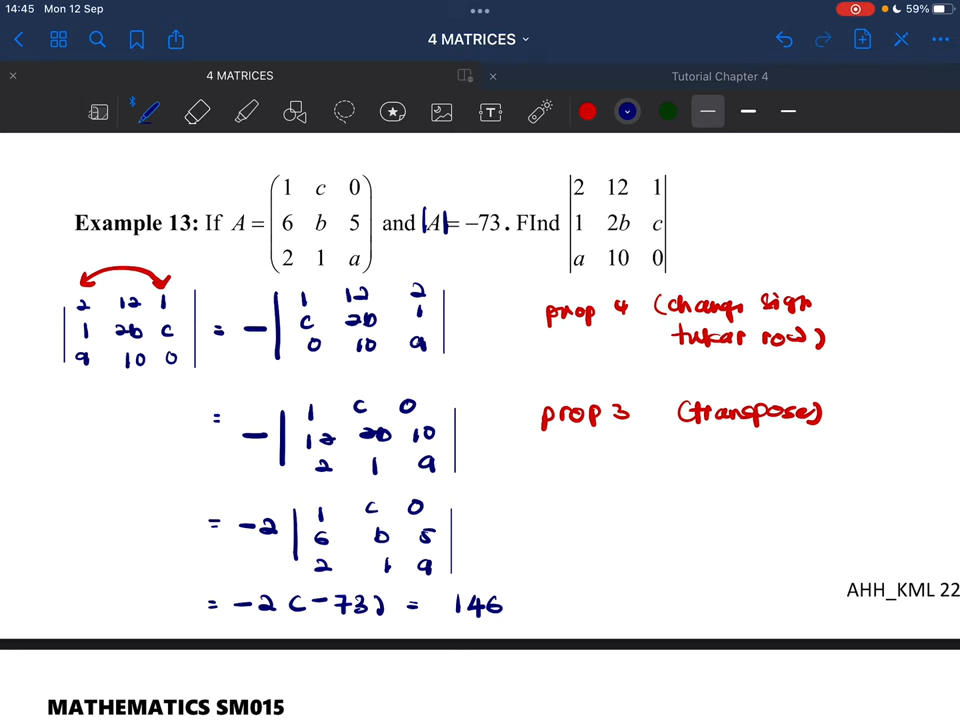 14:45 Mon 12 Sep 59%
4 MATRICES
4 MATRICES Tutorial Chapter 4
Example 13: If A = (1 c 0
6 b 5
2 1 a) and |A| = −73. FInd |2 12 1
1 2b c
a 10 0|
|2 12 1
1 2b c
a 10 0| = −|1 12 2
c 2b 1
0 10 a|
prop 4 (change sign
tukar row)
= −|1 c 0
12 2b 10
2 1 a|
prop 3 (transpose)
= −2|1 c 0
6 b 5
2 1 a|
= −2(−73) = 146
AHH_KML 22
MATHEMATICS SM015